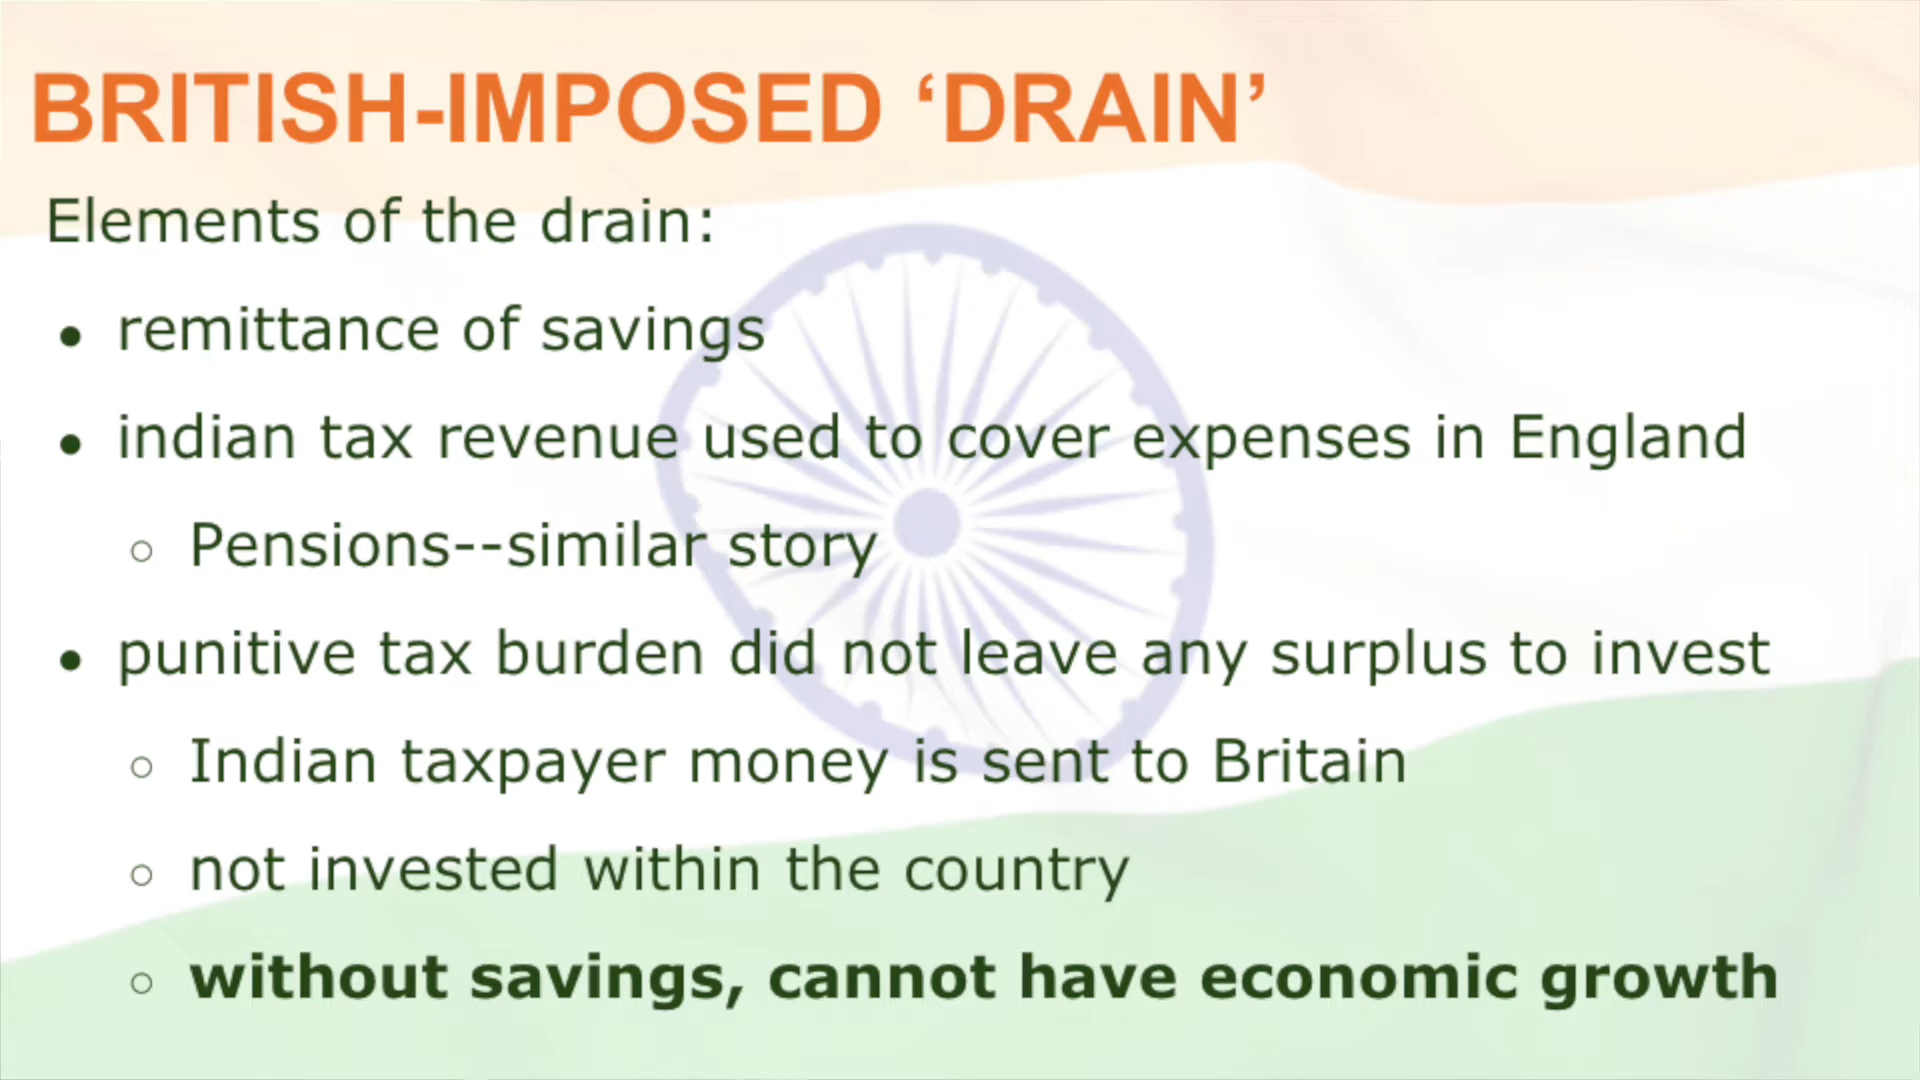 BRITISH-IMPOSED ‘DRAIN’
Elements of the drain:
● remittance of savings
● indian tax revenue used to cover expenses in England
○ Pensions--similar story
● punitive tax burden did not leave any surplus to invest
○ Indian taxpayer money is sent to Britain
○ not invested within the country
○ without savings, cannot have economic growth